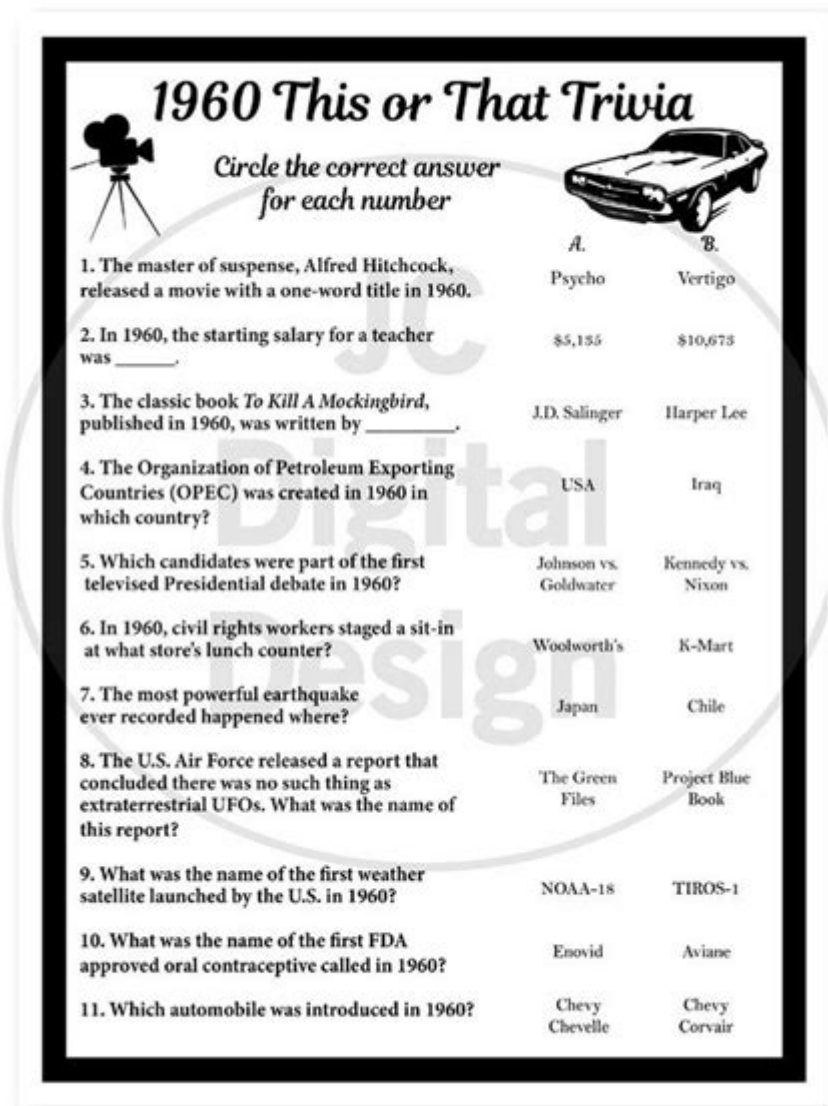 1960 This or That Trivia
Circle the correct answer
for each number
A. B.
1. The master of suspense, Alfred Hitchcock,
released a movie with a one-word title in 1960.
Psycho Vertigo
2. In 1960, the starting salary for a teacher
was ______.
$5,135 $10,673
3. The classic book To Kill A Mockingbird,
published in 1960, was written by ________.
J.D. Salinger Harper Lee
4. The Organization of Petroleum Exporting
Countries (OPEC) was created in 1960 in
which country?
USA Iraq
5. Which candidates were part of the first
televised Presidential debate in 1960?
Johnson vs. Kennedy vs.
Goldwater Nixon
6. In 1960, civil rights workers staged a sit-in
at what store's lunch counter?
Woolworth's K-Mart
7. The most powerful earthquake
ever recorded happened where?
Japan Chile
8. The U.S. Air Force released a report that
concluded there was no such thing as
extraterrestrial UFOs. What was the name of
this report?
The Green Project Blue
Files Book
9. What was the name of the first weather
satellite launched by the U.S. in 1960?
NOAA-18 TIROS-1
10. What was the name of the first FDA
approved oral contraceptive called in 1960?
Enovid Aviane
11. Which automobile was introduced in 1960?
Chevy Chevy
Chevelle Corvair
JC
Digital
Design